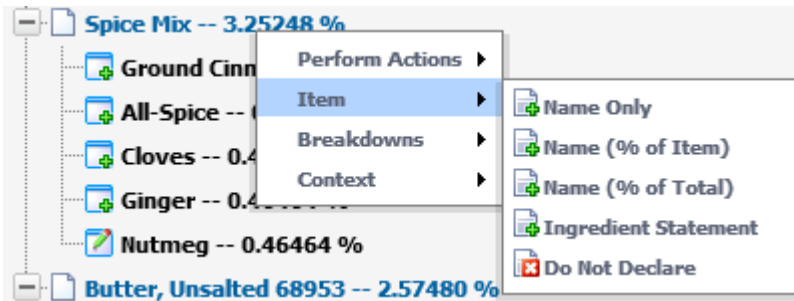 Spice Mix -- 3.25248 %
Ground Cinn
All-Spice --
Cloves -- 0.4
Ginger -- 0.4
Nutmeg -- 0.46464 %
Butter, Unsalted 68953 -- 2.57480 %
Perform Actions
Item
Breakdowns
Context
Name Only
Name (% of Item)
Name (% of Total)
Ingredient Statement
Do Not Declare